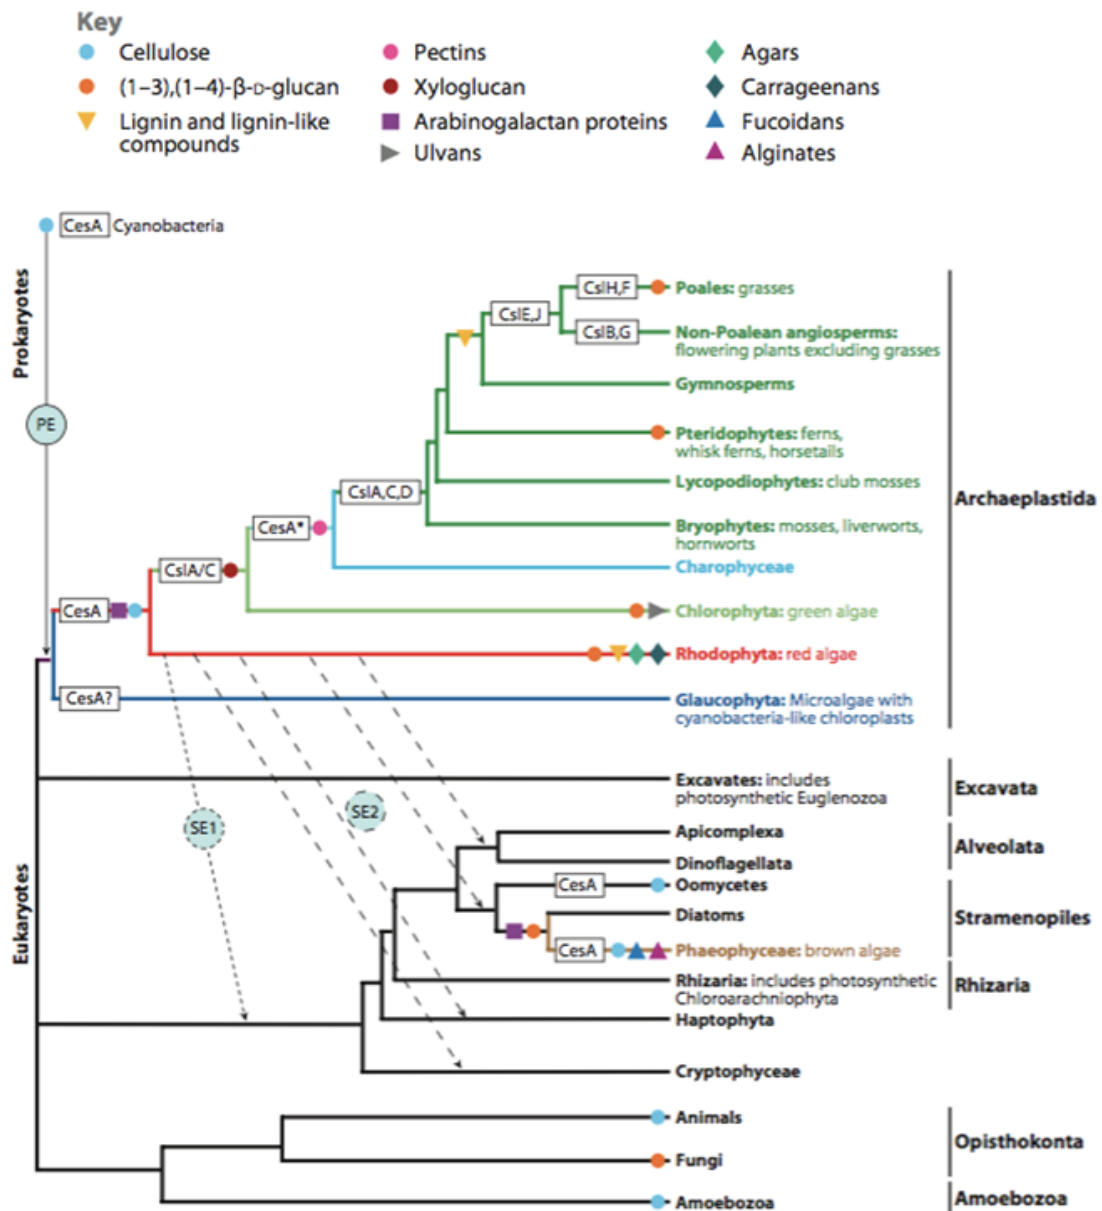 Key
Cellulose
(1–3),(1–4)-β-D-glucan
Lignin and lignin-like
compounds
Pectins
Xyloglucan
Arabinogalactan proteins
Ulvans
Agars
Carrageenans
Fucoidans
Alginates
CesA Cyanobacteria
Prokaryotes
PE
CslH,F
Poales: grasses
CslE,J
CslB,G
Non-Poalean angiosperms:
flowering plants excluding grasses
Gymnosperms
Pteridophytes: ferns,
whisk ferns, horsetails
CslA,C,D
Lycopodiophytes: club mosses
Archaeplastida
CesA*
Bryophytes: mosses, liverworts,
hornworts
Charophyceae
CslA/C
CesA
Chlorophyta: green algae
Rhodophyta: red algae
CesA?
Glaucophyta: Microalgae with
cyanobacteria-like chloroplasts
Excavates: includes
photosynthetic Euglenozoa
Excavata
SE1
SE2
Apicomplexa
Alveolata
Dinoflagellata
Eukaryotes
CesA
Oomycetes
Diatoms
Stramenopiles
CesA
Phaeophyceae: brown algae
Rhizaria: includes photosynthetic
Chloroarachniophyta
Rhizaria
Haptophyta
Cryptophyceae
Animals
Opisthokonta
Fungi
Amoebozoa
Amoebozoa